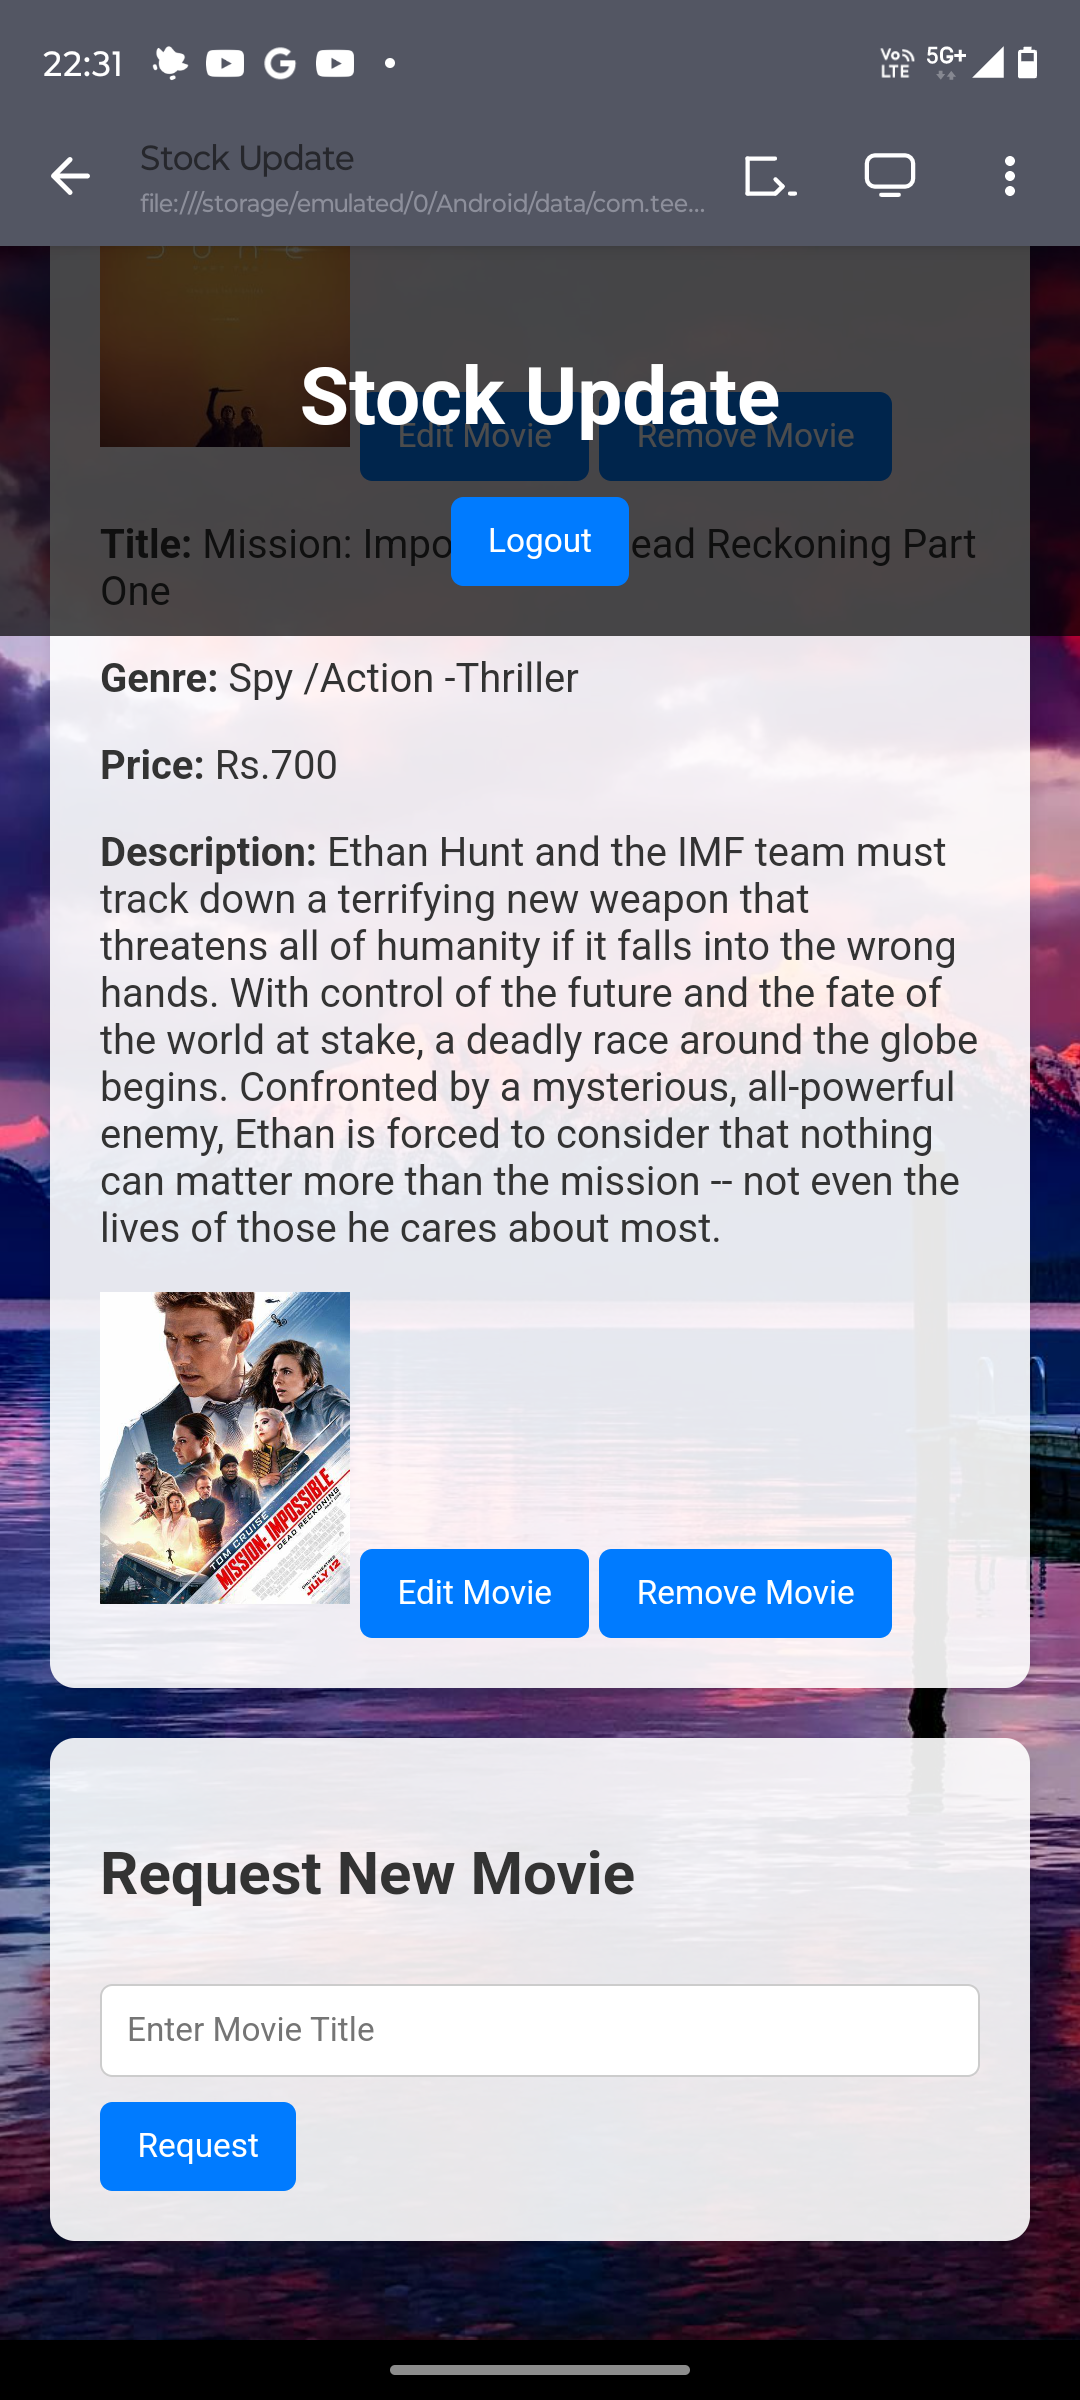 22:31
Vo LTE 5G+
Stock Update
file:///storage/emulated/0/Android/data/com.tee...
Dune
Stock Update
Edit Movie Remove Movie
Logout
Title: Mission: Impo ead Reckoning Part
One
Genre: Spy /Action -Thriller
Price: Rs.700
Description: Ethan Hunt and the IMF team must
track down a terrifying new weapon that
threatens all of humanity if it falls into the wrong
hands. With control of the future and the fate of
the world at stake, a deadly race around the globe
begins. Confronted by a mysterious, all-powerful
enemy, Ethan is forced to consider that nothing
can matter more than the mission -- not even the
lives of those he cares about most.
TOM CRUISE
MISSION: IMPOSSIBLE
DEAD RECKONING
JULY 12
Edit Movie Remove Movie
Request New Movie
Enter Movie Title
Request